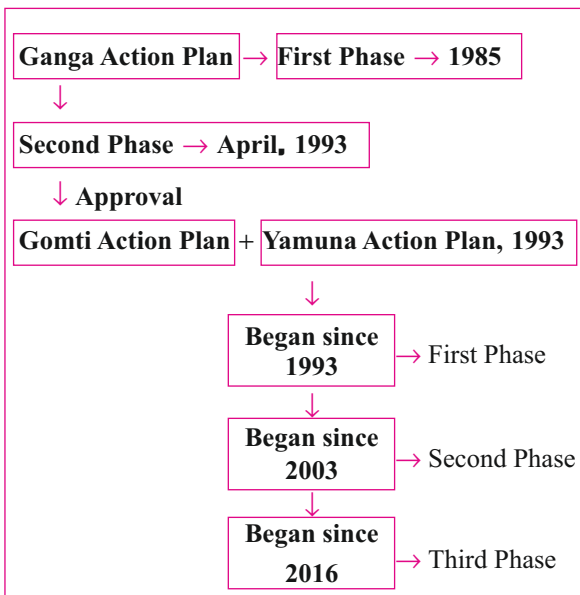 Ganga Action Plan → First Phase → 1985
↓
Second Phase → April. 1993
↓ Approval
Gomti Action Plan + Yamuna Action Plan, 1993
↓
Began since
1993 → First Phase
↓
Began since
2003 → Second Phase
↓
Began since
2016 → Third Phase